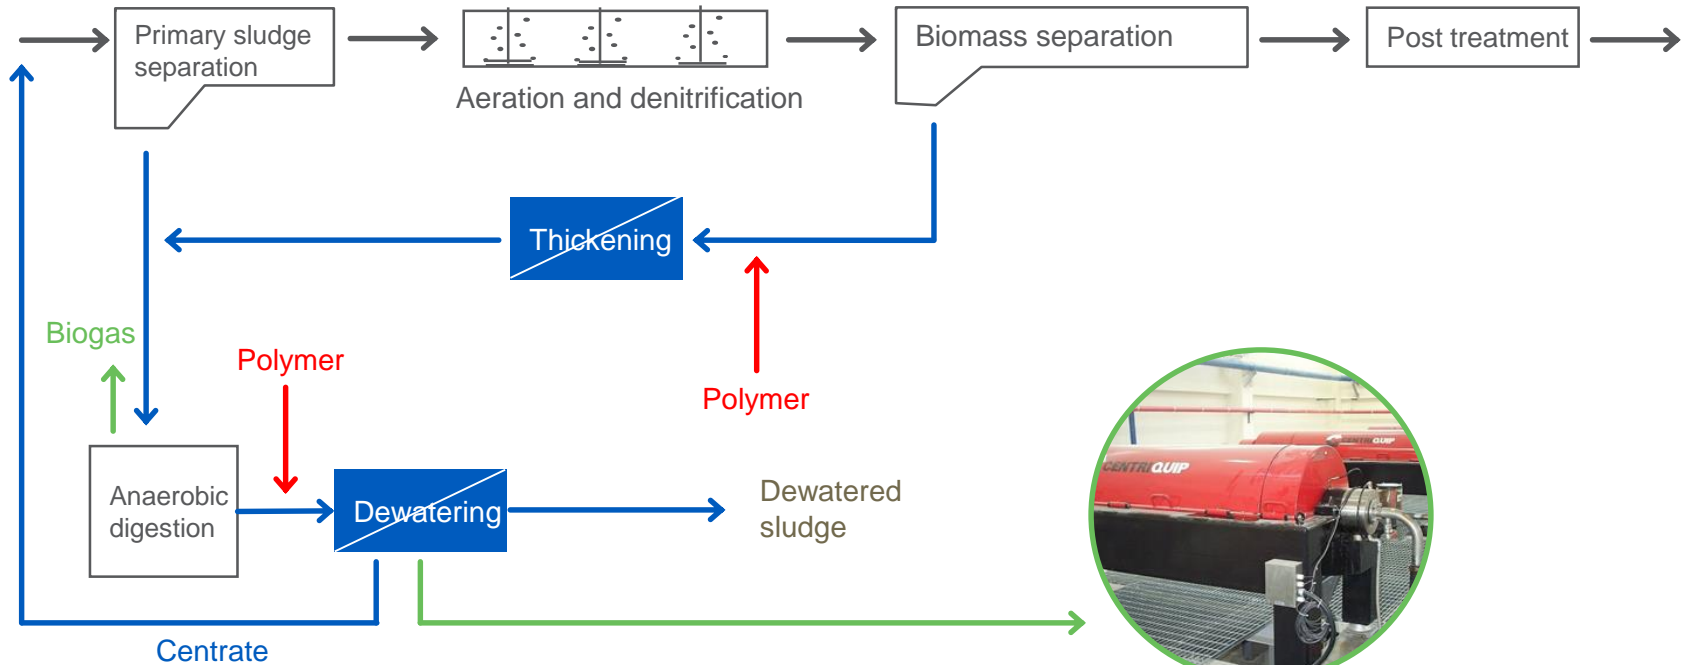 Primary sludge
separation
Aeration and denitrification
Biomass separation
Post treatment
Thickening
Biogas
Polymer
Polymer
Anaerobic
digestion
Dewatering
Dewatered
sludge
Centrate
CENTRIQUIP
CENTRIQUIP